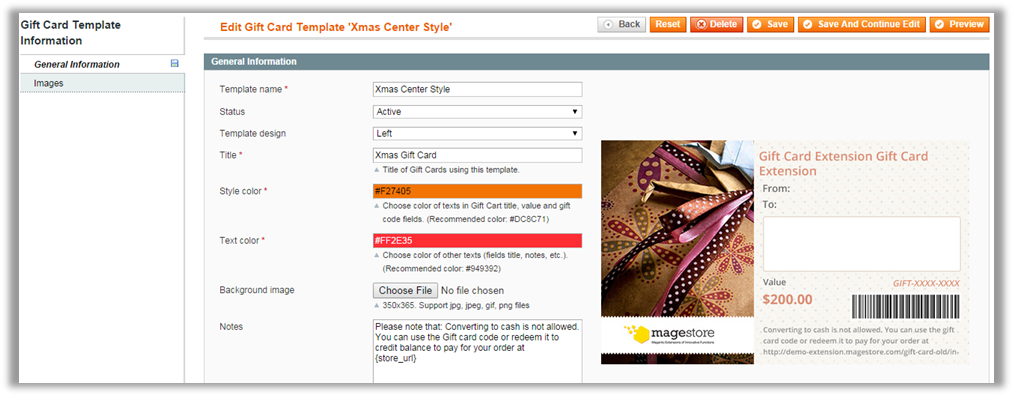 Gift Card Template
Information
General Information
Images
Edit Gift Card Template 'Xmas Center Style'
Back
Reset
Delete
Save
Save And Continue Edit
Preview
General Information
Template name *
Xmas Center Style
Status
Active
Template design
Left
Title *
Xmas Gift Card
Title of Gift Cards using this template.
Style color *
#F27405
Choose color of texts in Gift Cart title, value and gift
code fields. (Recommended color: #DC8C71)
Text color *
#FF2E35
Choose color of other texts (fields title, notes, etc.).
(Recommended color: #949392)
Background image
Choose File No file chosen
350x365. Support jpg, jpeg, gif, png files
Notes
Please note that: Converting to cash is not allowed.
You can use the Gift card code or redeem it to
credit balance to pay for your order at
{store_url}
Gift Card Extension Gift Card
Extension
From:
To:
Value
GIFT-XXXX-XXXX
$200.00
magestore
Magento Extensions of Innovative Functions
Converting to cash is not allowed. You can use the gift
card code or redeem it to pay for your order at
http://demo-extension.magestore.com/gift-card-old/in-